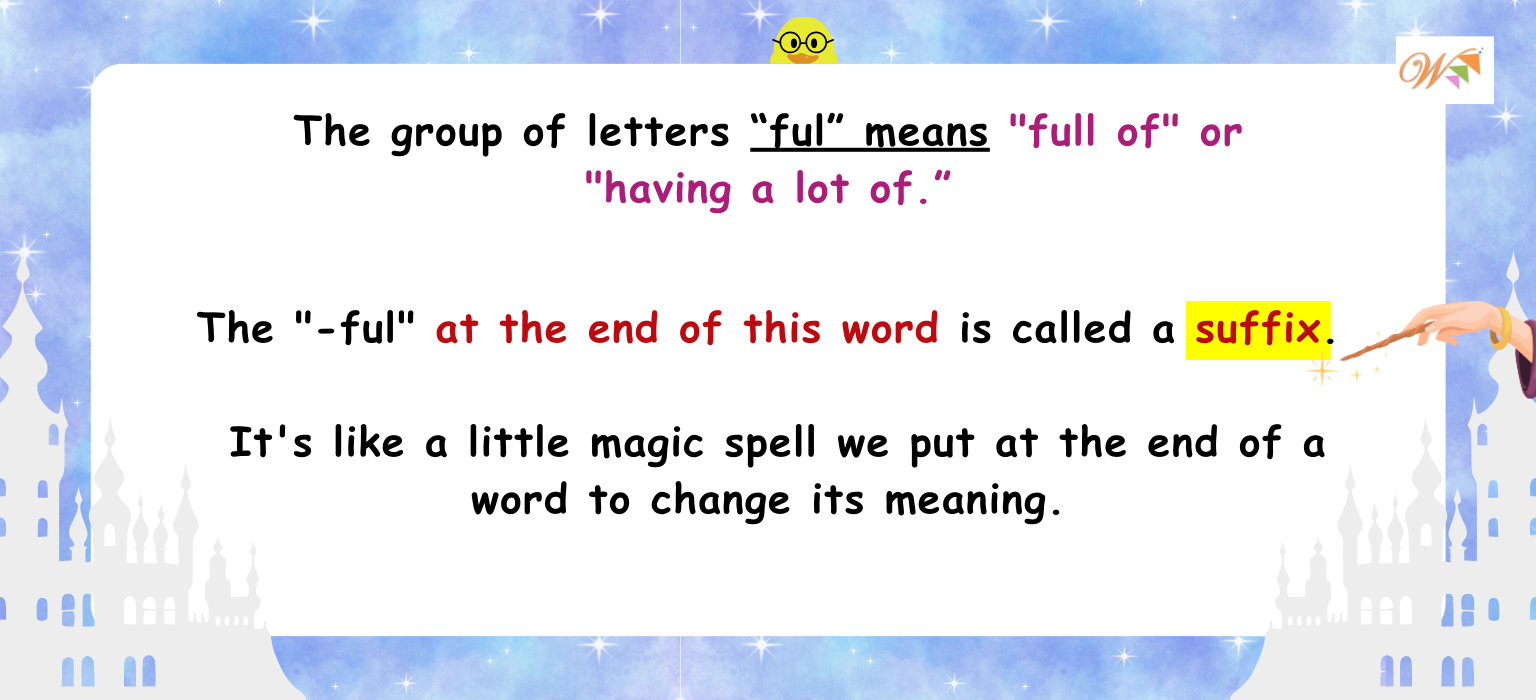 The group of letters “ful” means "full of" or
"having a lot of.”
The "-ful" at the end of this word is called a suffix.
It's like a little magic spell we put at the end of a
word to change its meaning.
W